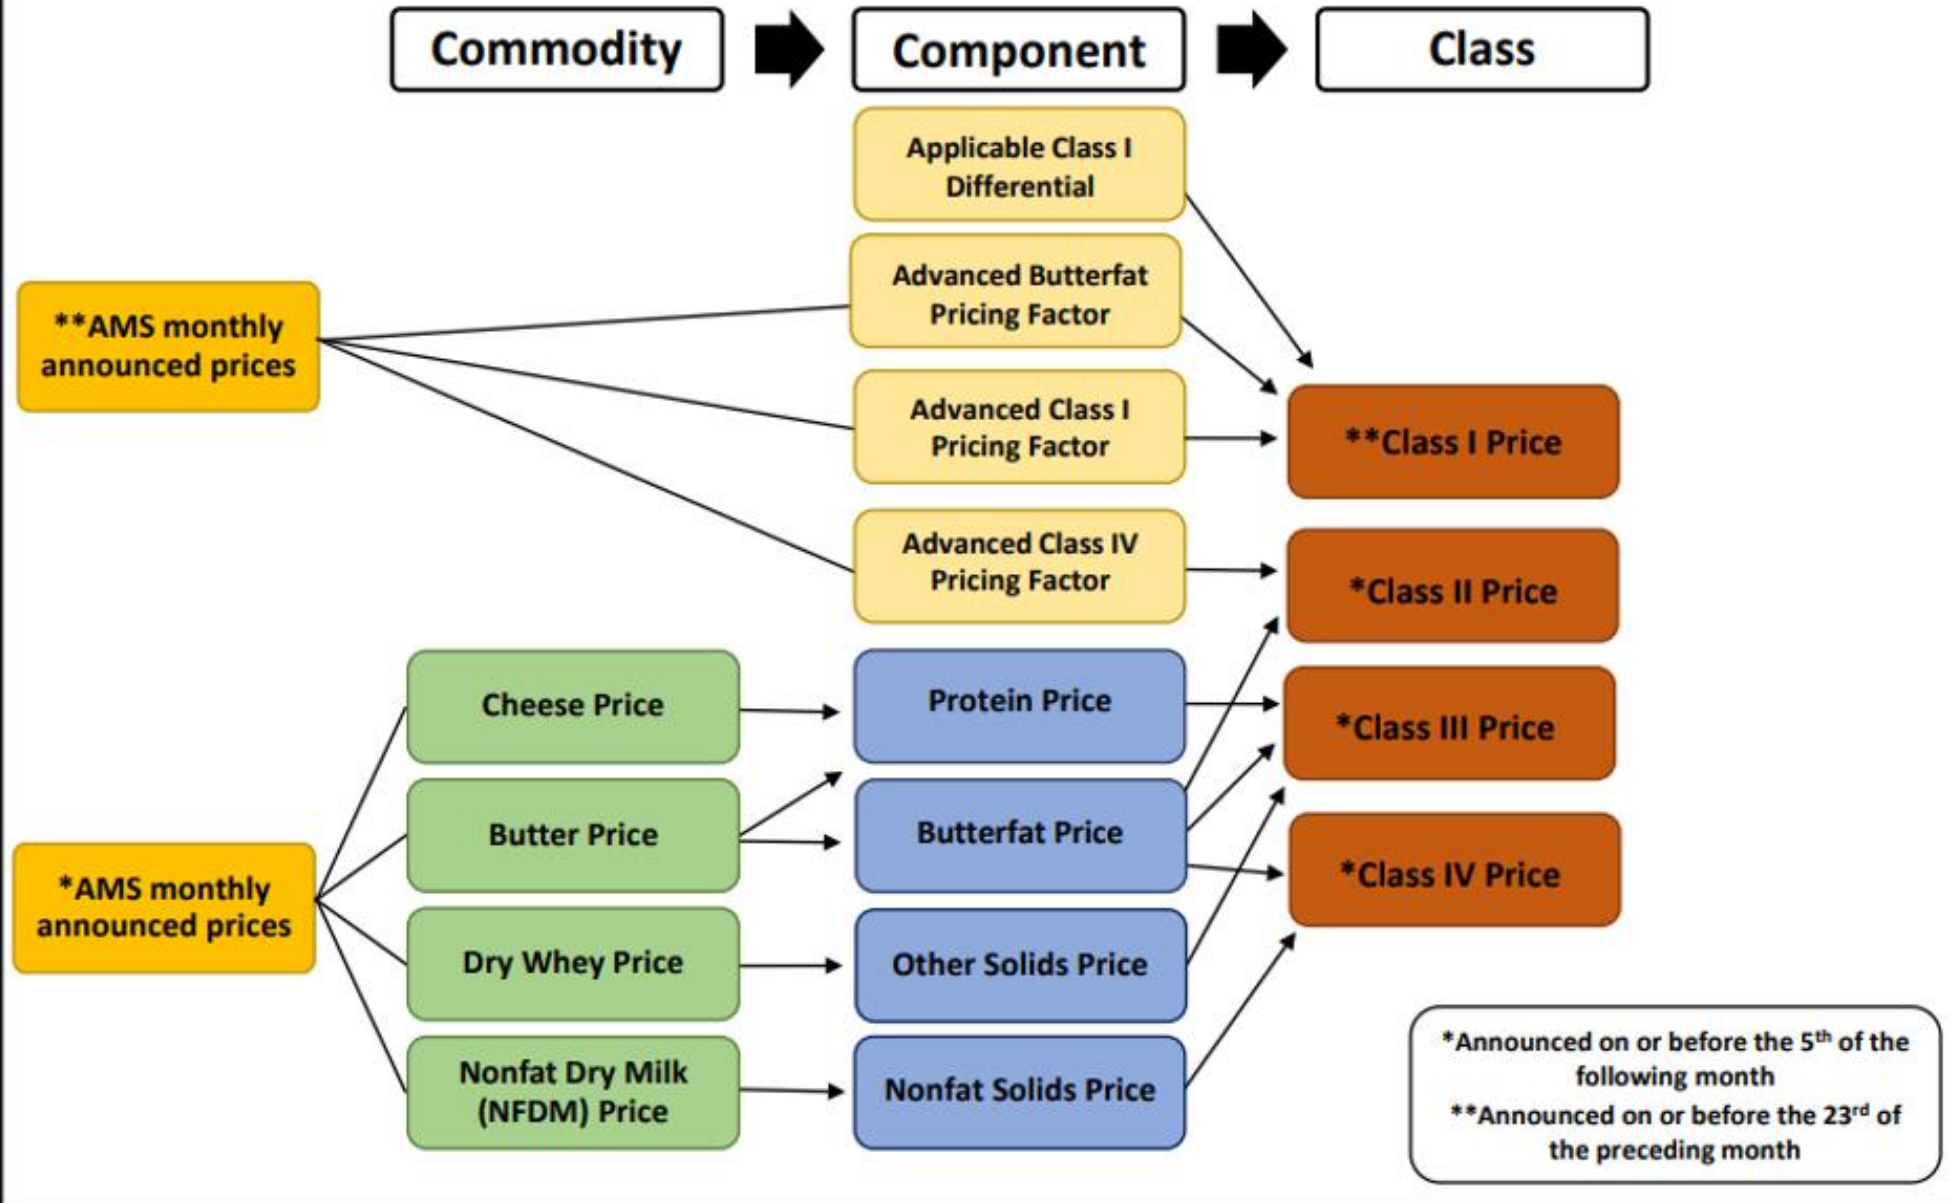 Commodity
Component
Class
Applicable Class I
Differential
Advanced Butterfat
Pricing Factor
**AMS monthly
announced prices
Advanced Class I
Pricing Factor
**Class I Price
Advanced Class IV
Pricing Factor
*Class II Price
Cheese Price
Protein Price
*Class III Price
Butter Price
Butterfat Price
*Class IV Price
*AMS monthly
announced prices
Dry Whey Price
Other Solids Price
Nonfat Dry Milk
(NFDM) Price
Nonfat Solids Price
*Announced on or before the 5th of the
following month
**Announced on or before the 23rd of
the preceding month